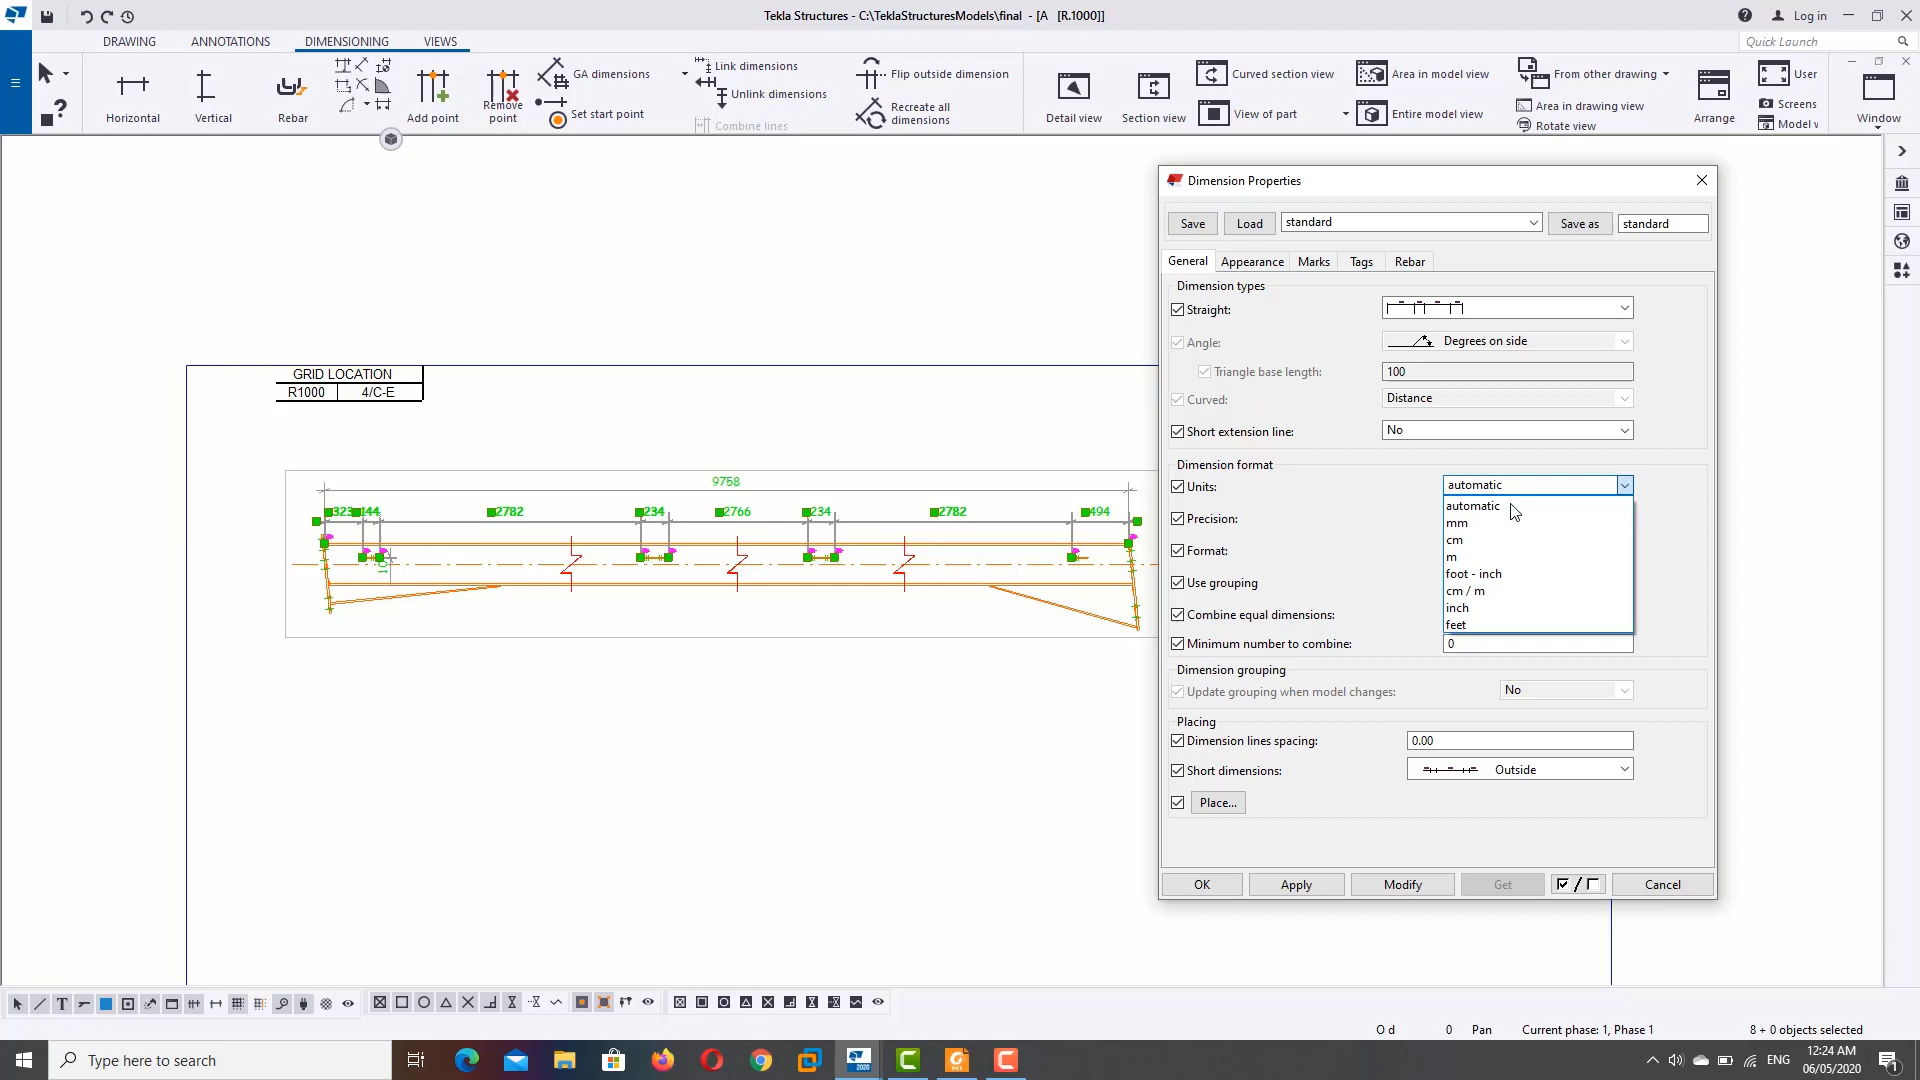 Tekla Structures - C:\TeklaStructuresModels\final - [A [R.1000]]
Log in
DRAWING ANNOTATIONS DIMENSIONING VIEWS
Quick Launch
Horizontal
Vertical
Rebar
Add point
Remove
point
GA dimensions
Set start point
Link dimensions
Unlink dimensions
Combine lines
Flip outside dimension
Recreate all
dimensions
Detail view
Section view
Curved section view
View of part
Area in model view
Entire model view
From other drawing
Area in drawing view
Rotate view
Arrange
User
Screens
Model v
Window
GRID LOCATION
R1000 4/C-E
9758
323 144 2782 234 2766 234 2782 494
Dimension Properties
Save Load standard Save as standard
General Appearance Marks Tags Rebar
Dimension types
Straight:
Angle: Degrees on side
Triangle base length: 100
Curved: Distance
Short extension line: No
Dimension format
Units: automatic
automatic
mm
cm
m
foot - inch
cm / m
inch
feet
Precision:
Format:
Use grouping
Combine equal dimensions:
Minimum number to combine: 0
Dimension grouping
Update grouping when model changes: No
Placing
Dimension lines spacing: 0.00
Short dimensions: Outside
Place...
OK Apply Modify Get / Cancel
O d 0 Pan Current phase: 1, Phase 1 8 + 0 objects selected
Type here to search
ENG
12:24 AM
06/05/2020